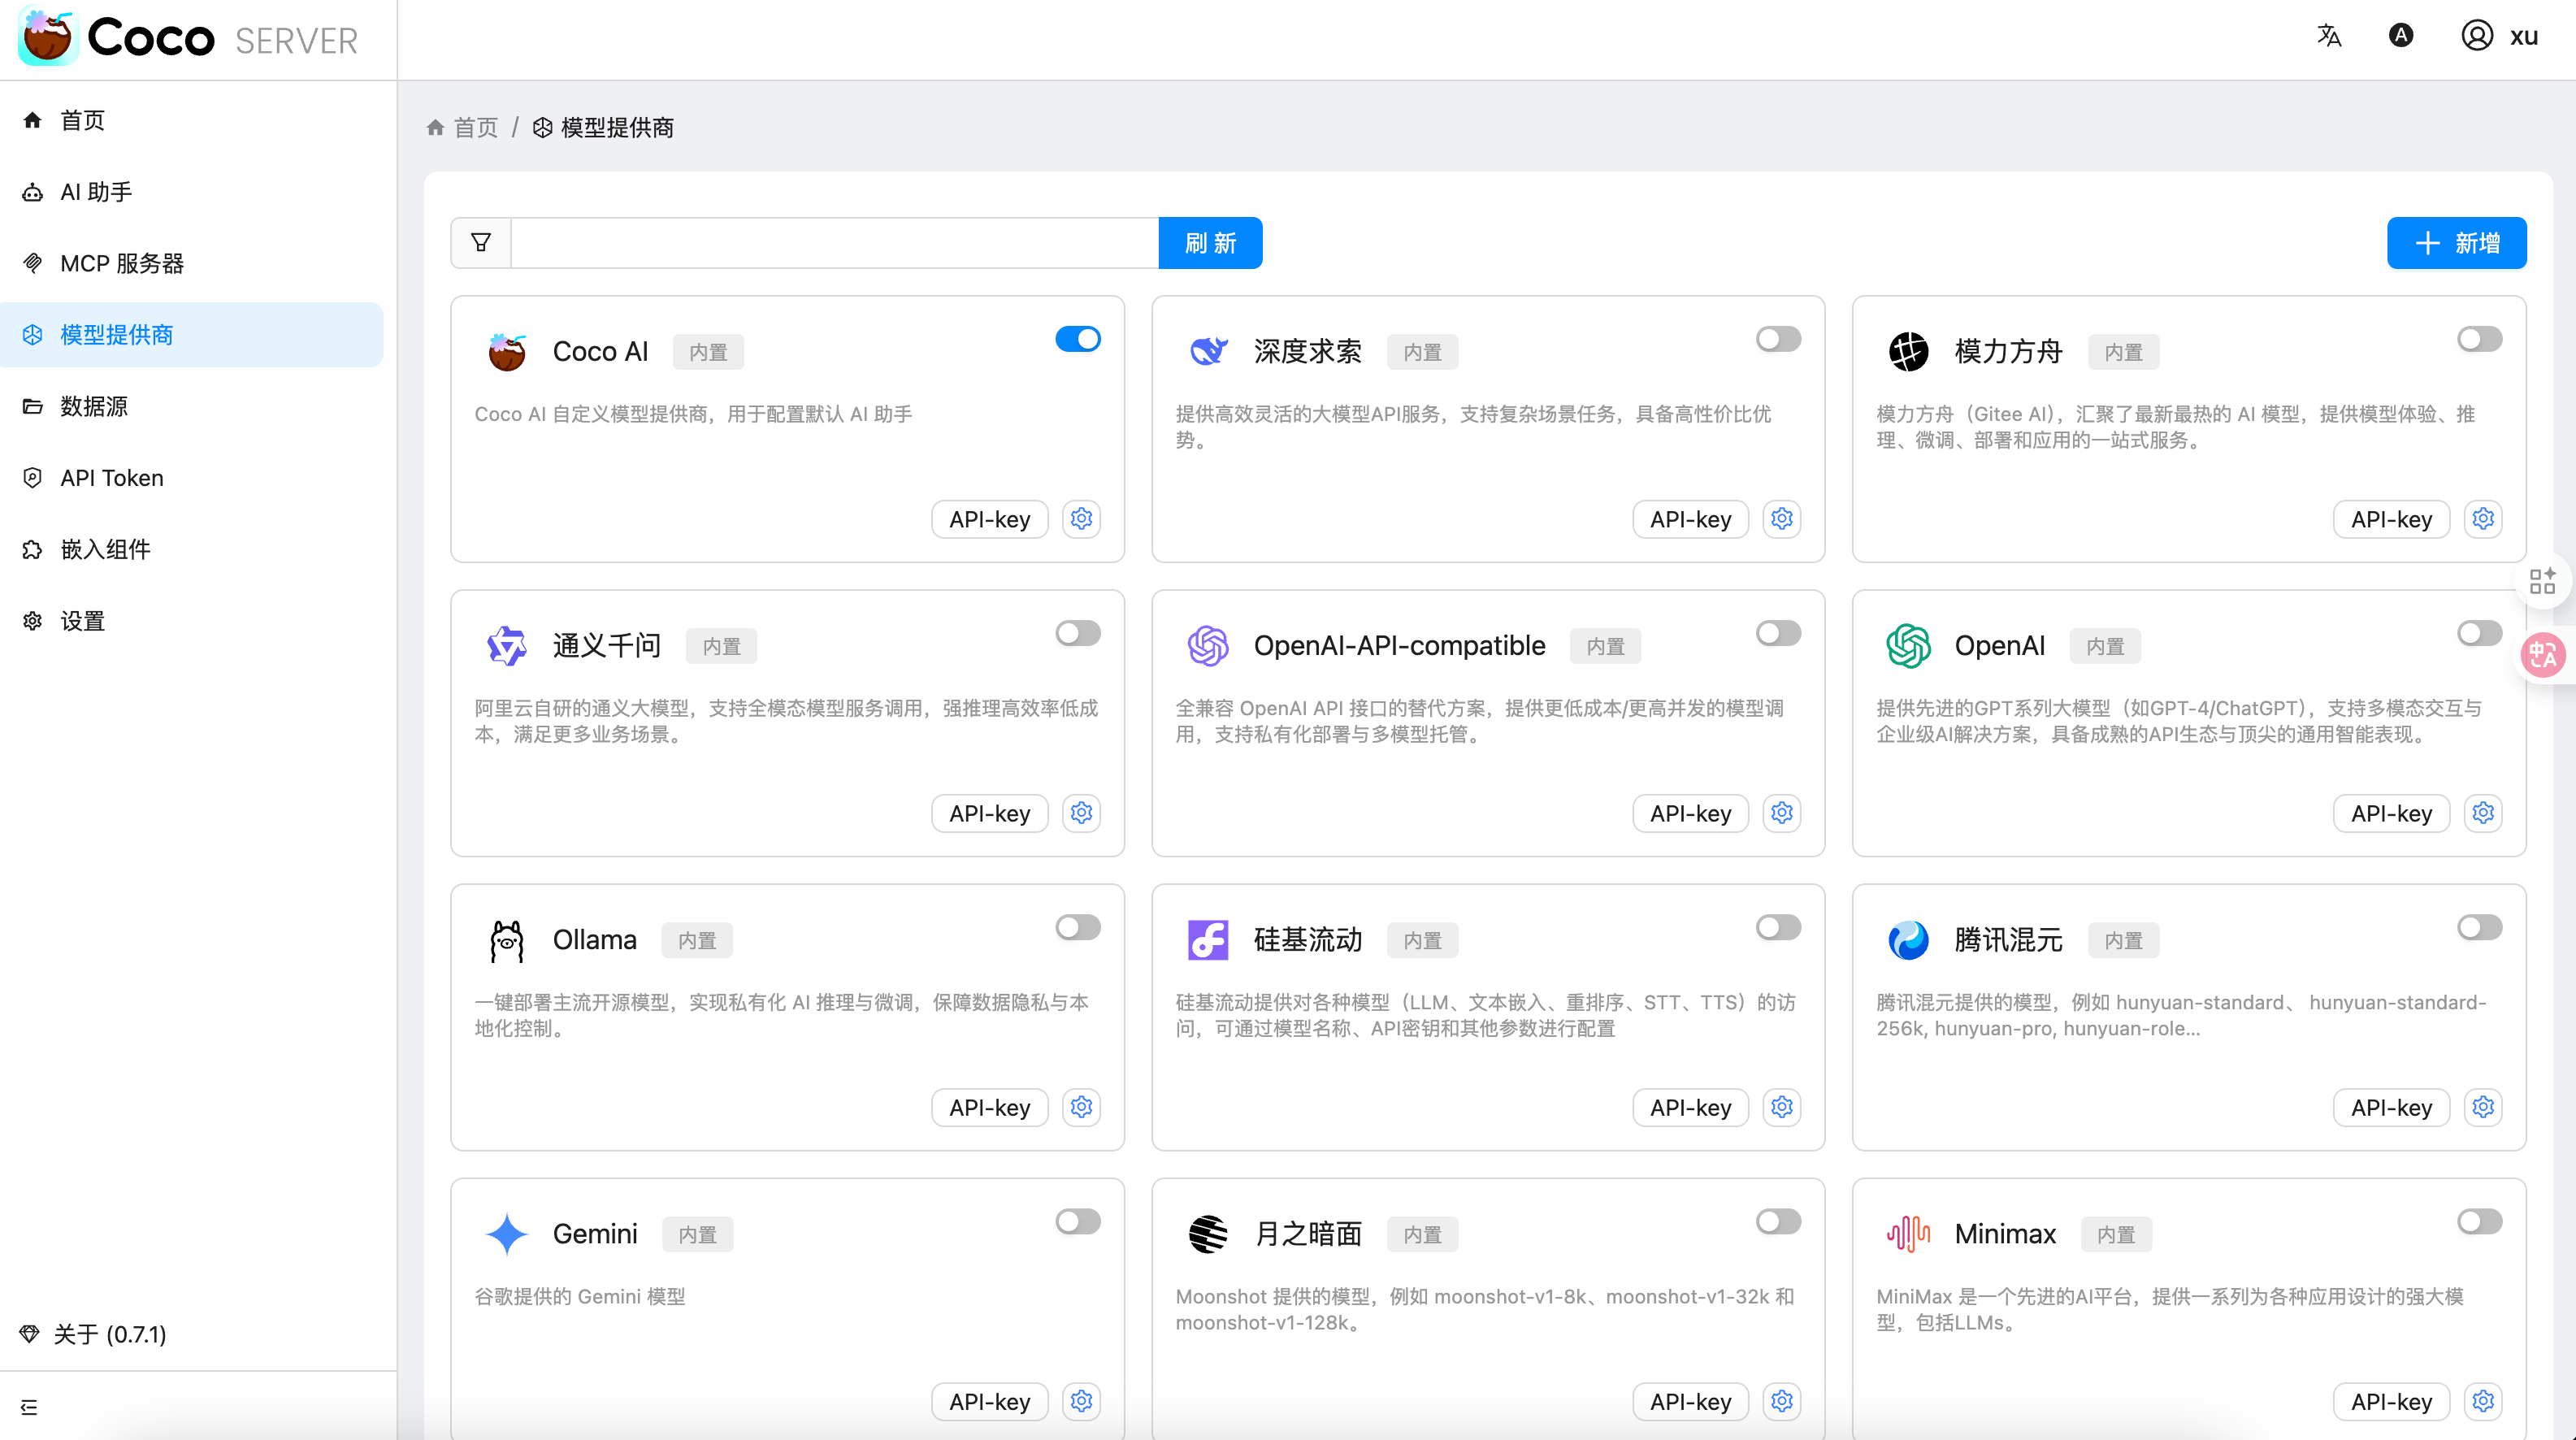 Coco SERVER
xu
首页
AI 助手
MCP 服务器
模型提供商
数据源
API Token
嵌入组件
设置
关于 (0.7.1)
首页 / 模型提供商
刷 新
新增
Coco AI 内置
Coco AI 自定义模型提供商，用于配置默认 AI 助手
API-key
深度求索 内置
提供高效灵活的大模型API服务，支持复杂场景任务，具备高性价比优
势。
API-key
模力方舟 内置
模力方舟（Gitee AI），汇聚了最新最热的 AI 模型，提供模型体验、推
理、微调、部署和应用的一站式服务。
API-key
通义千问 内置
阿里云自研的通义大模型，支持全模态模型服务调用，强推理高效率低成
本，满足更多业务场景。
API-key
OpenAI-API-compatible 内置
全兼容 OpenAI API 接口的替代方案，提供更低成本/更高并发的模型调
用，支持私有化部署与多模型托管。
API-key
OpenAI 内置
提供先进的GPT系列大模型（如GPT-4/ChatGPT），支持多模态交互与
企业级AI解决方案，具备成熟的API生态与顶尖的通用智能表现。
API-key
Ollama 内置
一键部署主流开源模型，实现私有化 AI 推理与微调，保障数据隐私与本
地化控制。
API-key
硅基流动 内置
硅基流动提供对各种模型（LLM、文本嵌入、重排序、STT、TTS）的访
问，可通过模型名称、API密钥和其他参数进行配置
API-key
腾讯混元 内置
腾讯混元提供的模型，例如 hunyuan-standard、 hunyuan-standard-
256k, hunyuan-pro, hunyuan-role...
API-key
Gemini 内置
谷歌提供的 Gemini 模型
API-key
月之暗面 内置
Moonshot 提供的模型，例如 moonshot-v1-8k、moonshot-v1-32k 和
moonshot-v1-128k。
API-key
Minimax 内置
MiniMax 是一个先进的AI平台，提供一系列为各种应用设计的强大模
型，包括LLMs。
API-key